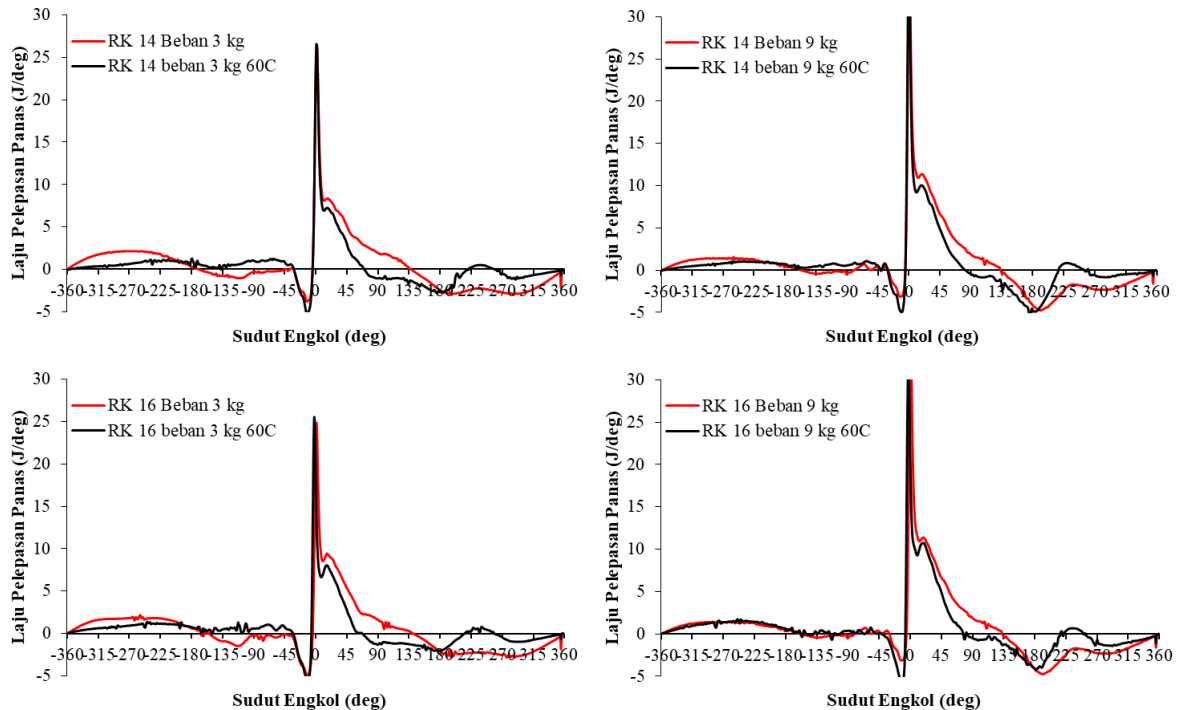 30
25
20
15
10
5
0
-5
Laju Pelepasan Panas (J/deg)
RK 14 Beban 3 kg
RK 14 beban 3 kg 60C
-360 -315 -270 -225 -180 -135 -90 -45 0 45 90 135 180 225 270 315 360
Sudut Engkol (deg)
30
25
20
15
10
5
0
-5
Laju Pelepasan Panas (J/deg)
RK 14 Beban 9 kg
RK 14 beban 9 kg 60C
-360 -315 -270 -225 -180 -135 -90 -45 0 45 90 135 180 225 270 315 360
Sudut Engkol (deg)
30
25
20
15
10
5
0
-5
Laju Pelepasan Panas (J/deg)
RK 16 Beban 3 kg
RK 16 beban 3 kg 60C
-360 -315 -270 -225 -180 -135 -90 -45 0 45 90 135 180 225 270 315 360
Sudut Engkol (deg)
30
25
20
15
10
5
0
-5
Laju Pelepasan Panas (J/deg)
RK 16 Beban 9 kg
RK 16 beban 9 kg 60C
-360 -315 -270 -225 -180 -135 -90 -45 0 45 90 135 180 225 270 315 360
Sudut Engkol (deg)